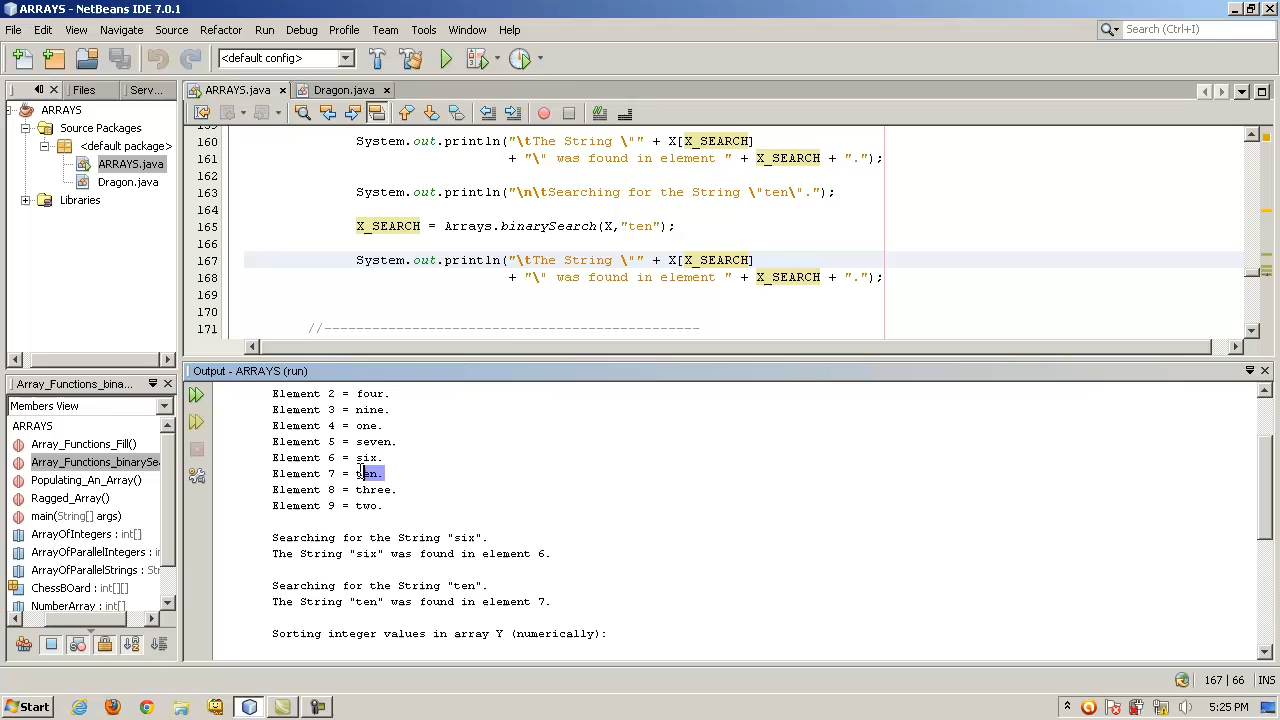 ARRAYS - NetBeans IDE 7.0.1
File Edit View Navigate Source Refactor Run Debug Profile Team Tools Window Help
Search (Ctrl+I)
<default config>
Files Serv...
ARRAYS.java Dragon.java
ARRAYS
Source Packages
<default package>
ARRAYS.java
Dragon.java
Libraries
160 System.out.println("\tThe String \"" + X[X_SEARCH]
161 + "\" was found in element " + X_SEARCH + ".");
162
163 System.out.println("\n\tSearching for the String \"ten\".");
164
165 X_SEARCH = Arrays.binarySearch(X,"ten");
166
167 System.out.println("\tThe String \"" + X[X_SEARCH]
168 + "\" was found in element " + X_SEARCH + ".");
169
170
171 //-----------------------------------------------
Array_Functions_bina...
Members View
ARRAYS
Array_Functions_Fill()
Array_Functions_binarySea
Populating_An_Array()
Ragged_Array()
main(String[] args)
ArrayOfIntegers : int[]
ArrayOfParallelIntegers : in
ArrayOfParallelStrings : Str
ChessBOard : int[][]
NumberArray : int[]
Output - ARRAYS (run)
Element 2 = four.
Element 3 = nine.
Element 4 = one.
Element 5 = seven.
Element 6 = six.
Element 7 = ten.
Element 8 = three.
Element 9 = two.
Searching for the String "six".
The String "six" was found in element 6.
Searching for the String "ten".
The String "ten" was found in element 7.
Sorting integer values in array Y (numerically):
167 | 66 INS
Start
5:25 PM